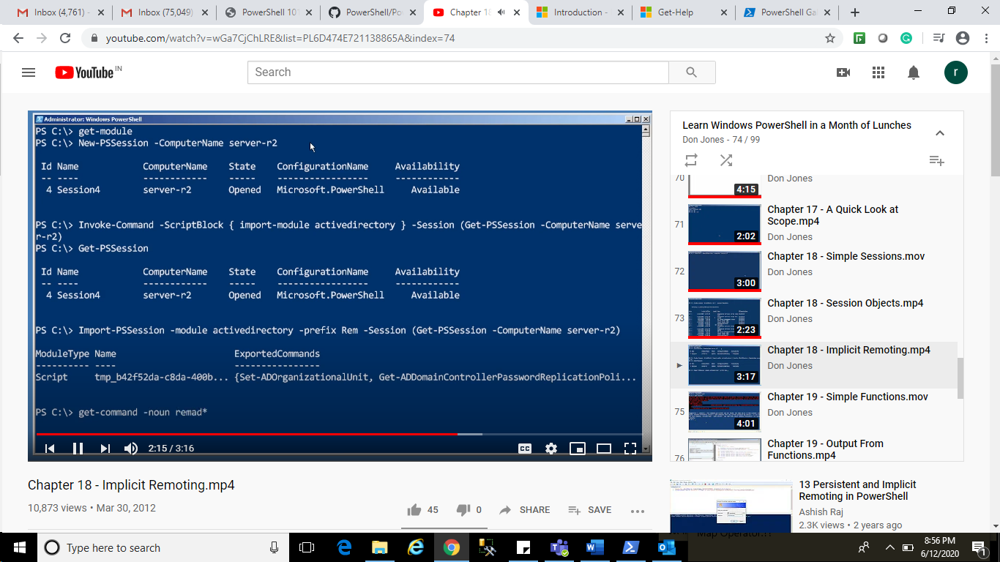 Inbox (4,761) -
Inbox (75,049)
PowerShell 101
PowerShell/Po
Chapter 18
Introduction -
Get-Help
PowerShell Ga
youtube.com/watch?v=wGa7CjChLRE&list=PL6D474E721138865A&index=74
YouTube IN
Search
r
Administrator: Windows PowerShell
PS C:\> get-module
PS C:\> New-PSSession -ComputerName server-r2
Id Name ComputerName State ConfigurationName Availability
-- ---- ------------ ----- ----------------- ------------
4 Session4 server-r2 Opened Microsoft.PowerShell Available
PS C:\> Invoke-Command -ScriptBlock { import-module activedirectory } -Session (Get-PSSession -ComputerName serve
r-r2)
PS C:\> Get-PSSession
Id Name ComputerName State ConfigurationName Availability
-- ---- ------------ ----- ----------------- ------------
4 Session4 server-r2 Opened Microsoft.PowerShell Available
PS C:\> Import-PSSession -module activedirectory -prefix Rem -Session (Get-PSSession -ComputerName server-r2)
ModuleType Name ExportedCommands
---------- ---- ----------------
Script tmp_b42f52da-c8da-400b... {Set-ADOrganizationalUnit, Get-ADDomainControllerPasswordReplicationPoli...
PS C:\> get-command -noun remad*
2:15 / 3:16
CC
Chapter 18 - Implicit Remoting.mp4
10,873 views • Mar 30, 2012
45
0
SHARE
SAVE
Learn Windows PowerShell in a Month of Lunches
Don Jones - 74 / 99
70
4:15
Don Jones
71
2:02
Chapter 17 - A Quick Look at
Scope.mp4
Don Jones
72
3:00
Chapter 18 - Simple Sessions.mov
Don Jones
73
2:23
Chapter 18 - Session Objects.mp4
Don Jones
3:17
Chapter 18 - Implicit Remoting.mp4
Don Jones
75
4:01
Chapter 19 - Simple Functions.mov
Don Jones
76
Chapter 19 - Output From
Functions.mp4
13 Persistent and Implicit
Remoting in PowerShell
Ashish Raj
2.3K views • 2 years ago
Type here to search
8:56 PM
6/12/2020
1